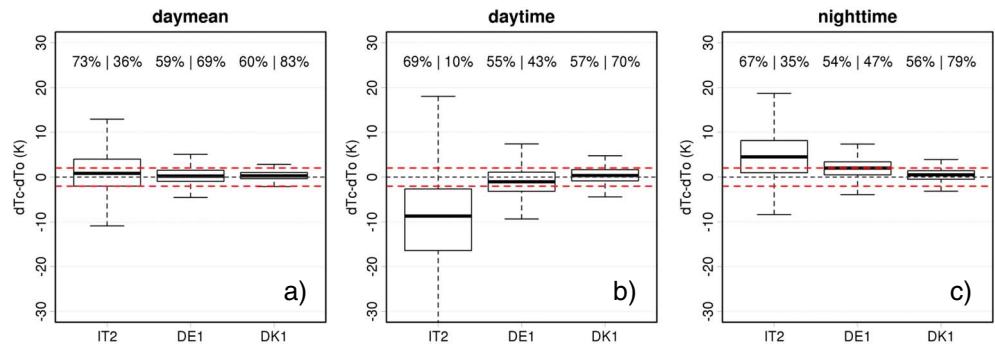 daymean
30
20
10
0
-10
-20
-30
dTc-dTo (K)
73% | 36% 59% | 69% 60% | 83%
a)
IT2 DE1 DK1
daytime
30
20
10
0
-10
-20
-30
dTc-dTo (K)
69% | 10% 55% | 43% 57% | 70%
b)
IT2 DE1 DK1
nighttime
30
20
10
0
-10
-20
-30
dTc-dTo (K)
67% | 35% 54% | 47% 56% | 79%
c)
IT2 DE1 DK1